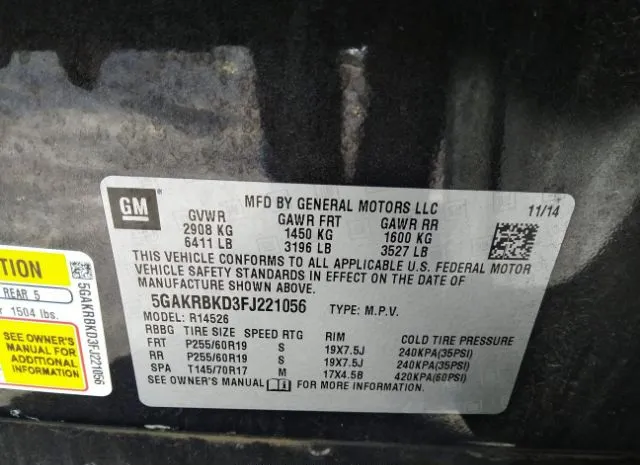 GM
MFD BY GENERAL MOTORS LLC
11/14
GVWR GAWR FRT GAWR RR
2908 KG 1450 KG 1600 KG
6411 LB 3196 LB 3527 LB
THIS VEHICLE CONFORMS TO ALL APPLICABLE U.S. FEDERAL MOTOR
VEHICLE SAFETY STANDARDS IN EFFECT ON THE DATE OF
MANUFACTURE SHOWN ABOVE.
5GAKRBKD3FJ221056 TYPE: M.P.V.
MODEL: R14526
RBBG TIRE SIZE SPEED RTG RIM COLD TIRE PRESSURE
FRT P255/60R19 S 19X7.5J 240KPA(35PSI)
RR P255/60R19 S 19X7.5J 240KPA(35PSI)
SPA T145/70R17 M 17X4.5B 420KPA(60PSI)
SEE OWNER'S MANUAL FOR MORE INFORMATION.
TION
REAR 5
r 1504 lbs.
SEE OWNER'S
MANUAL FOR
ADDITIONAL
INFORMATION
5GAKRBKD3FJ221056